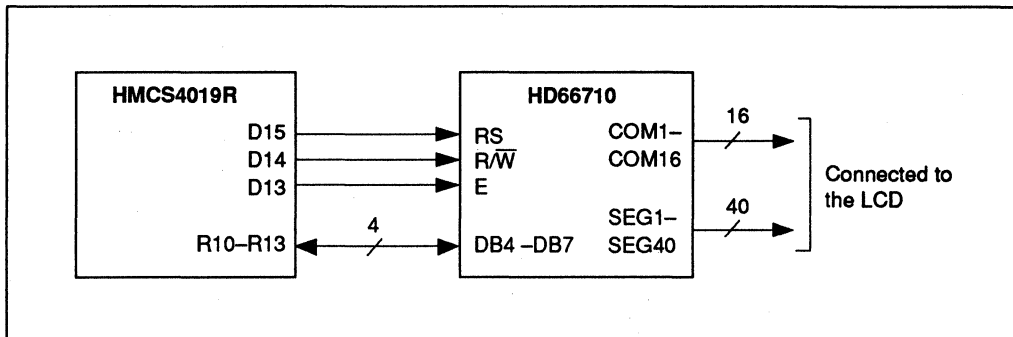 HMCS4019R
D15
D14
D13
R10–R13
4
HD66710
RS
R/W̅
E
DB4 –DB7
COM1–
COM16
SEG1–
SEG40
16
40
Connected to
the LCD